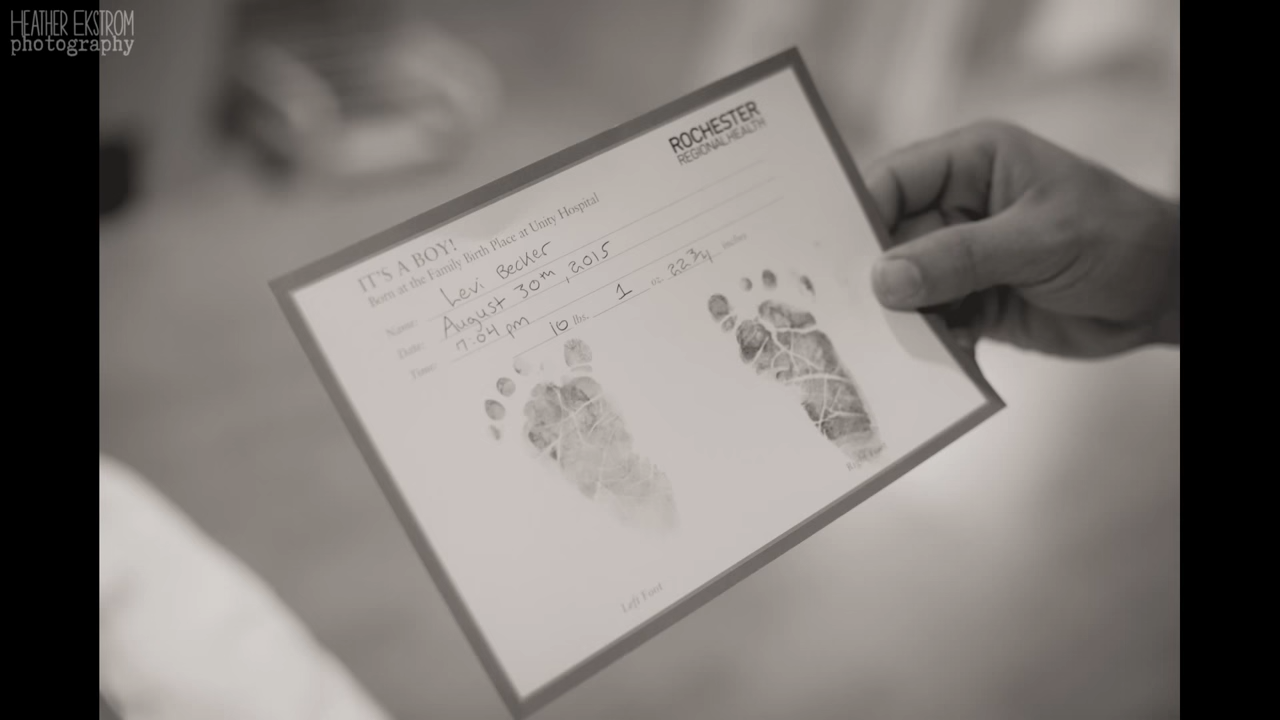 HEATHER EKSTROM
photography
ROCHESTER
REGIONAL HEALTH
IT'S A BOY!
Born at the Family Birth Place at Unity Hospital
Name: Levi Becker
Date: August 30th, 2015
Time: 7:04 pm
10 lbs. 1 oz. 22 3/4 inches
Right Foot
Left Foot